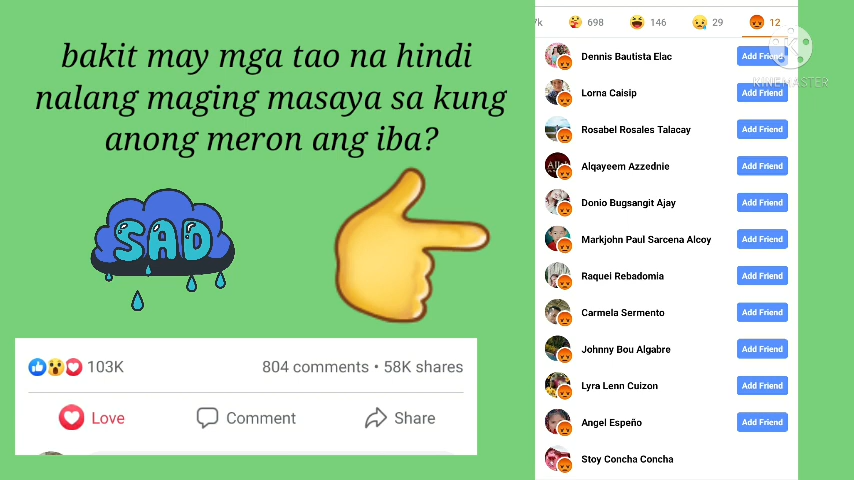 bakit may mga tao na hindi
nalang maging masaya sa kung
anong meron ang iba?
SAD
103K
804 comments • 58K shares
Love
Comment
Share
7k
698
146
29
12
Dennis Bautista Elac
Add Friend
Lorna Caisip
Add Friend
Rosabel Rosales Talacay
Add Friend
Alqayeem Azzednie
Add Friend
Donio Bugsangit Ajay
Add Friend
Markjohn Paul Sarcena Alcoy
Add Friend
Raquel Rebadomia
Add Friend
Carmela Sermento
Add Friend
Johnny Bou Algabre
Add Friend
Lyra Lenn Cuizon
Add Friend
Angel Espeño
Add Friend
Stoy Concha Concha
KINEMASTER